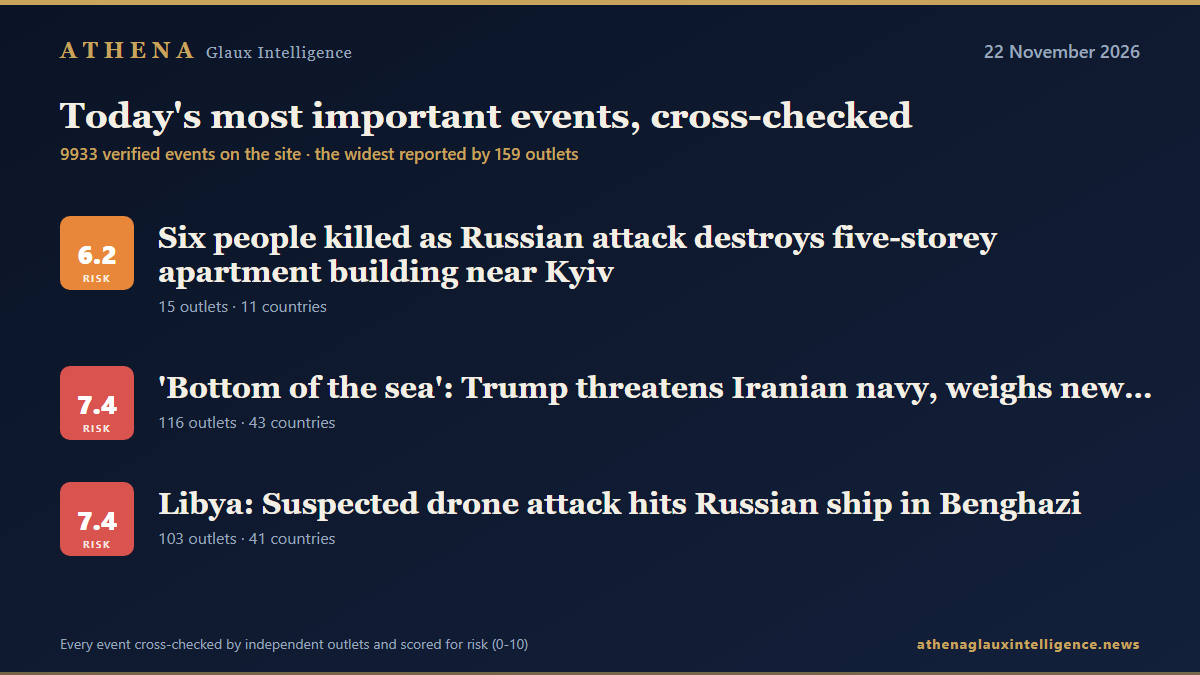 ATHENA Glaux Intelligence
22 November 2026
Today's most important events, cross-checked
9933 verified events on the site · the widest reported by 159 outlets
6.2
RISK
Six people killed as Russian attack destroys five-storey
apartment building near Kyiv
15 outlets · 11 countries
7.4
RISK
'Bottom of the sea': Trump threatens Iranian navy, weighs new…
116 outlets · 43 countries
7.4
RISK
Libya: Suspected drone attack hits Russian ship in Benghazi
103 outlets · 41 countries
Every event cross-checked by independent outlets and scored for risk (0-10)
athenaglauxintelligence.news